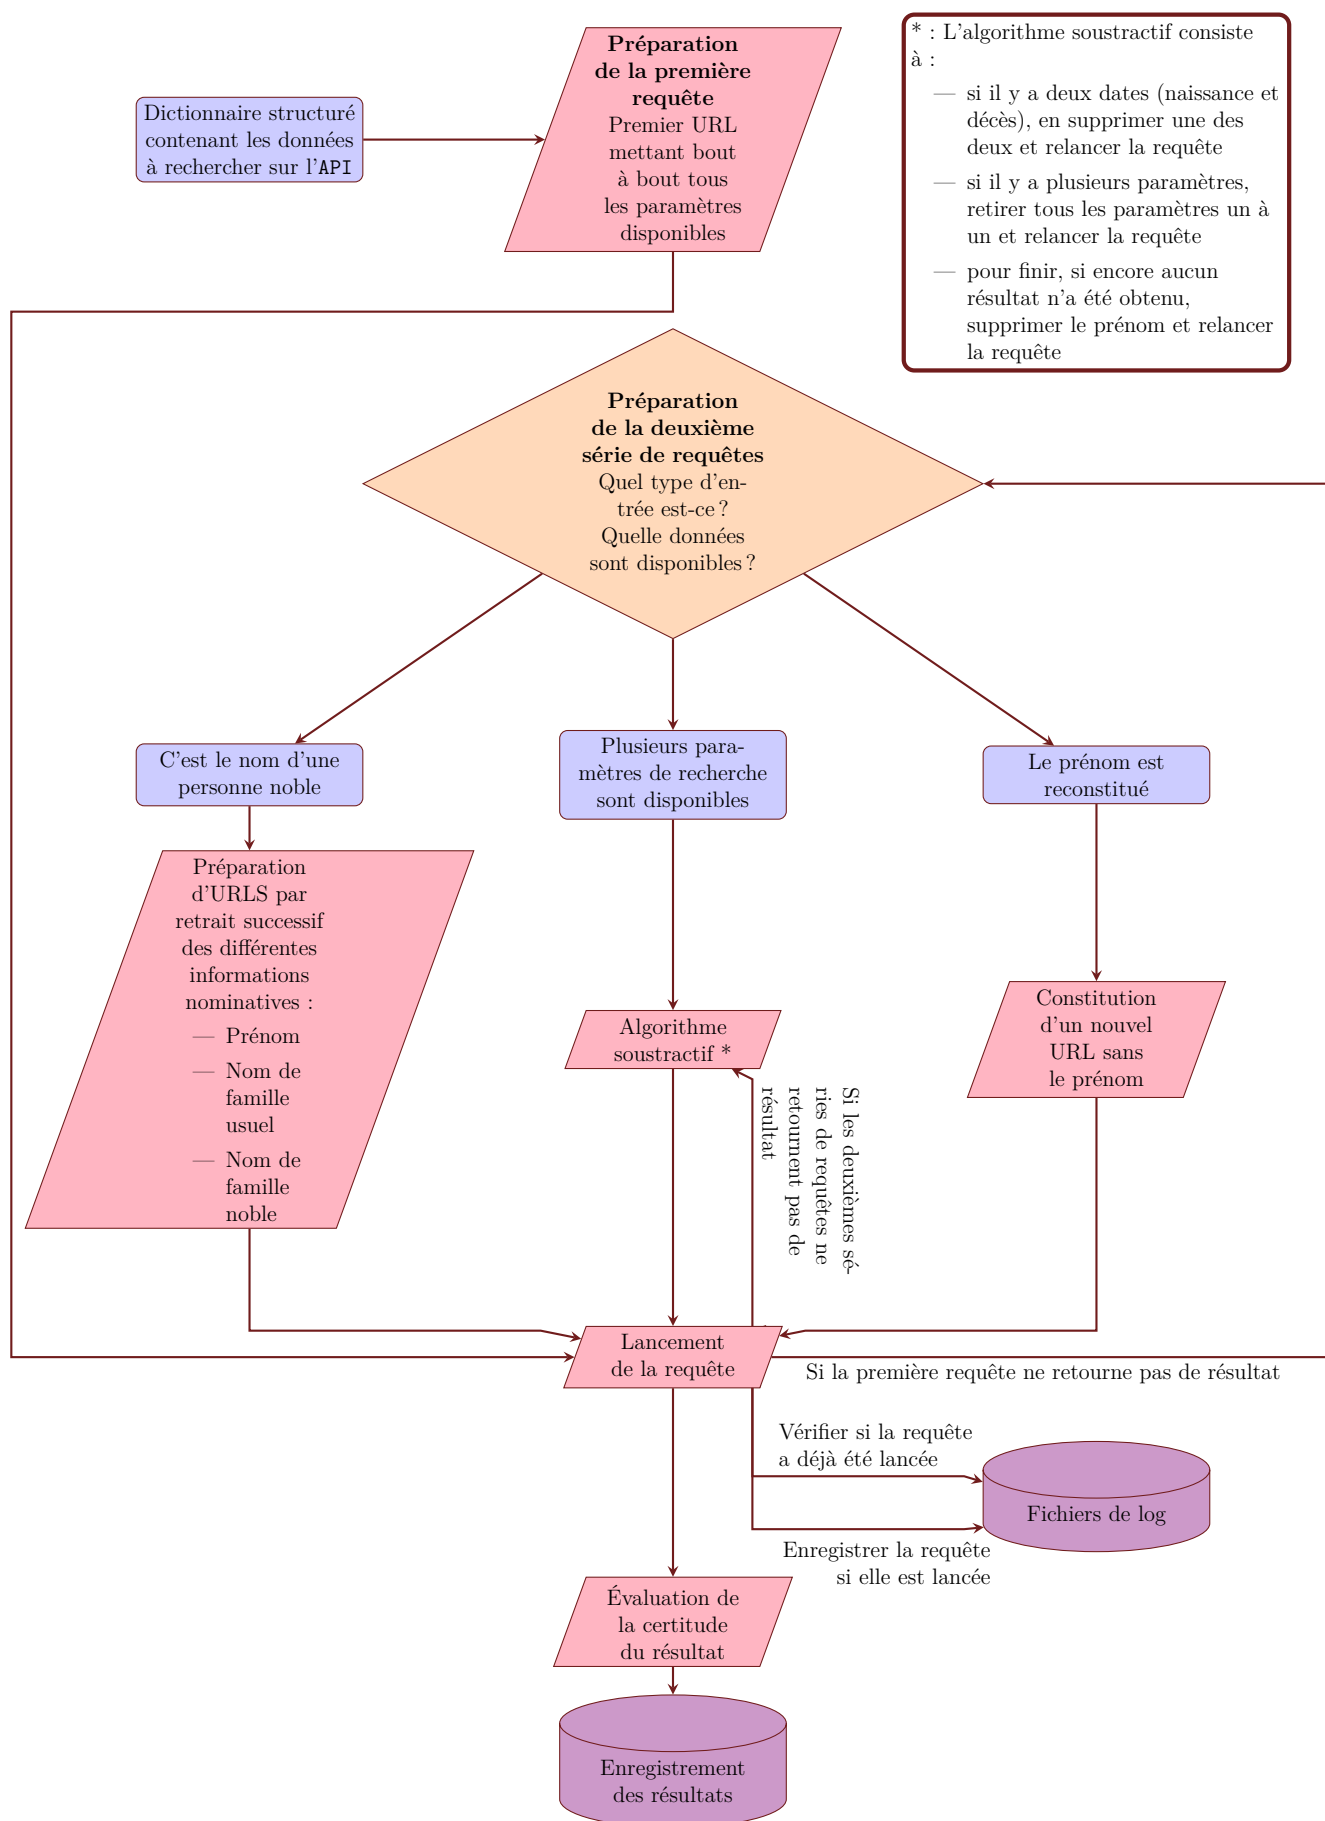 Dictionnaire structuré
contenant les données
à rechercher sur l'API
Préparation
de la première
requête
Premier URL
mettant bout
à bout tous
les paramètres
disponibles
* : L'algorithme soustractif consiste
à :
— si il y a deux dates (naissance et
décès), en supprimer une des
deux et relancer la requête
— si il y a plusieurs paramètres,
retirer tous les paramètres un à
un et relancer la requête
— pour finir, si encore aucun
résultat n'a été obtenu,
supprimer le prénom et relancer
la requête
Préparation
de la deuxième
série de requêtes
Quel type d'en-
trée est-ce ?
Quelle données
sont disponibles ?
C'est le nom d'une
personne noble
Plusieurs para-
mètres de recherche
sont disponibles
Le prénom est
reconstitué
Préparation
d'URLS par
retrait successif
des différentes
informations
nominatives :
— Prénom
— Nom de
famille
usuel
— Nom de
famille
noble
Algorithme
soustractif *
Constitution
d'un nouvel
URL sans
le prénom
Si les deuxièmes sé-
ries de requêtes ne
retournent pas de
résultat
Lancement
de la requête
Si la première requête ne retourne pas de résultat
Vérifier si la requête
a déjà été lancée
Fichiers de log
Enregistrer la requête
si elle est lancée
Évaluation de
la certitude
du résultat
Enregistrement
des résultats